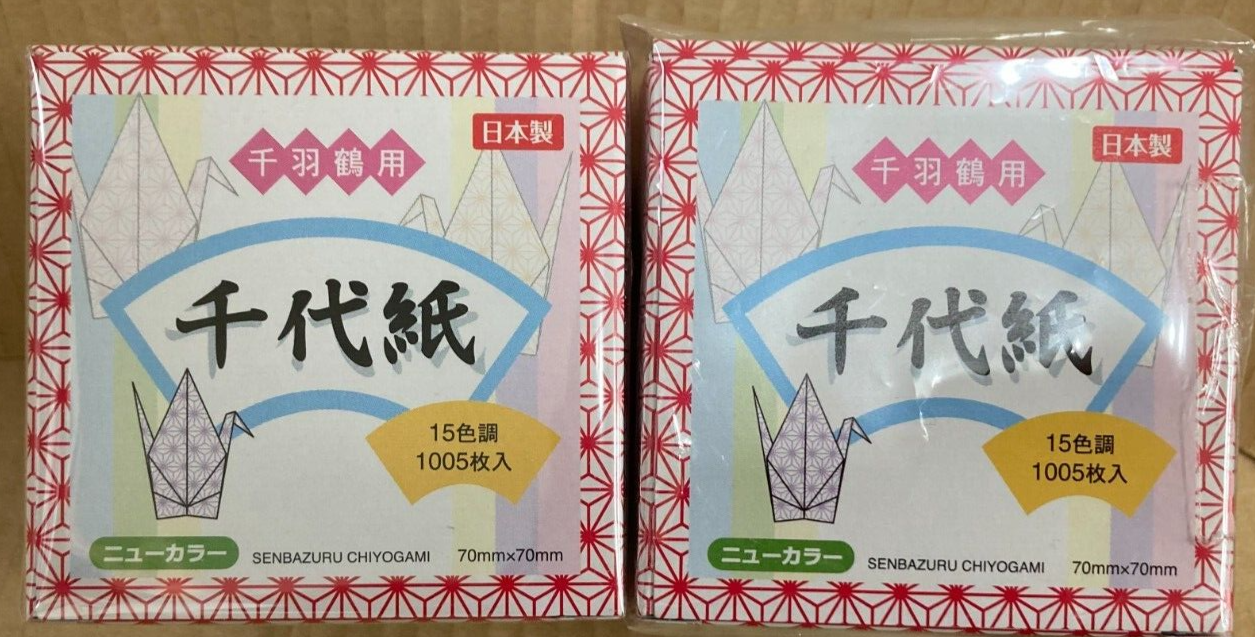 千羽鶴用
日本製
千代紙
15色調
1005枚入
ニューカラー
SENBAZURU CHIYOGAMI
70mm×70mm
千羽鶴用
日本製
千代紙
15色調
1005枚入
ニューカラー
SENBAZURU CHIYOGAMI
70mm×70mm